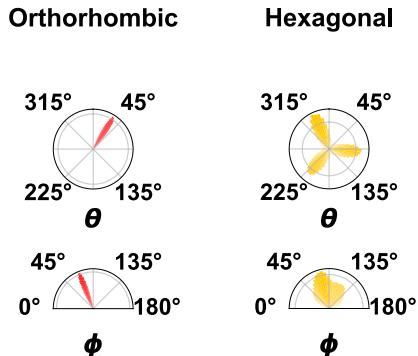 Orthorhombic Hexagonal
315° 45° 315° 45°
225° 135° 225° 135°
θ θ
45° 135° 45° 135°
0° 180° 0° 180°
ϕ ϕ